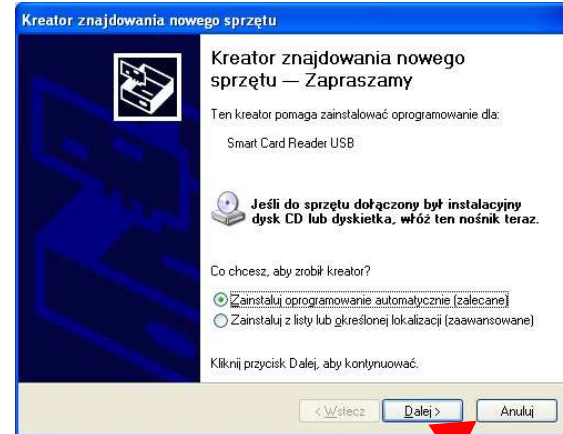 Kreator znajdowania nowego sprzętu
Kreator znajdowania nowego
sprzętu — Zapraszamy
Ten kreator pomaga zainstalować oprogramowanie dla:
Smart Card Reader USB
Jeśli do sprzętu dołączony był instalacyjny
dysk CD lub dyskietka, włóż ten nośnik teraz.
Co chcesz, aby zrobił kreator?
Zainstaluj oprogramowanie automatycznie (zalecane)
Zainstaluj z listy lub określonej lokalizacji (zaawansowane)
Kliknij przycisk Dalej, aby kontynuować.
< Wstecz Dalej > Anuluj